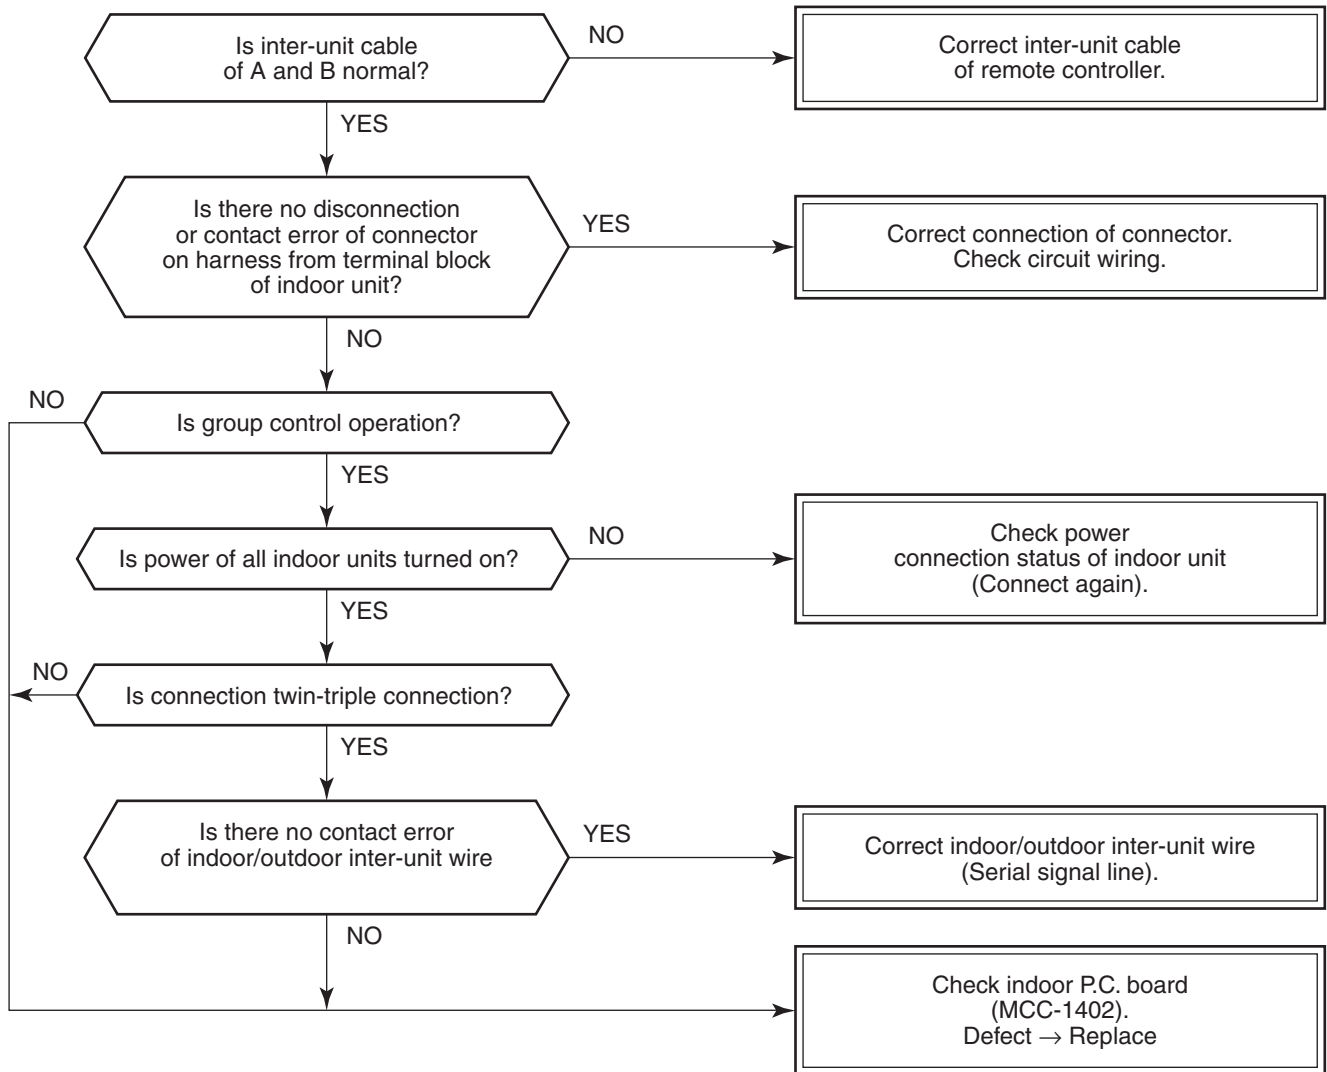 Is inter-unit cable
of A and B normal?
NO
Correct inter-unit cable
of remote controller.
YES
Is there no disconnection
or contact error of connector
on harness from terminal block
of indoor unit?
YES
Correct connection of connector.
Check circuit wiring.
NO
NO
Is group control operation?
YES
Is power of all indoor units turned on?
NO
Check power
connection status of indoor unit
(Connect again).
YES
NO
Is connection twin-triple connection?
YES
Is there no contact error
of indoor/outdoor inter-unit wire
YES
Correct indoor/outdoor inter-unit wire
(Serial signal line).
NO
Check indoor P.C. board
(MCC-1402).
Defect → Replace